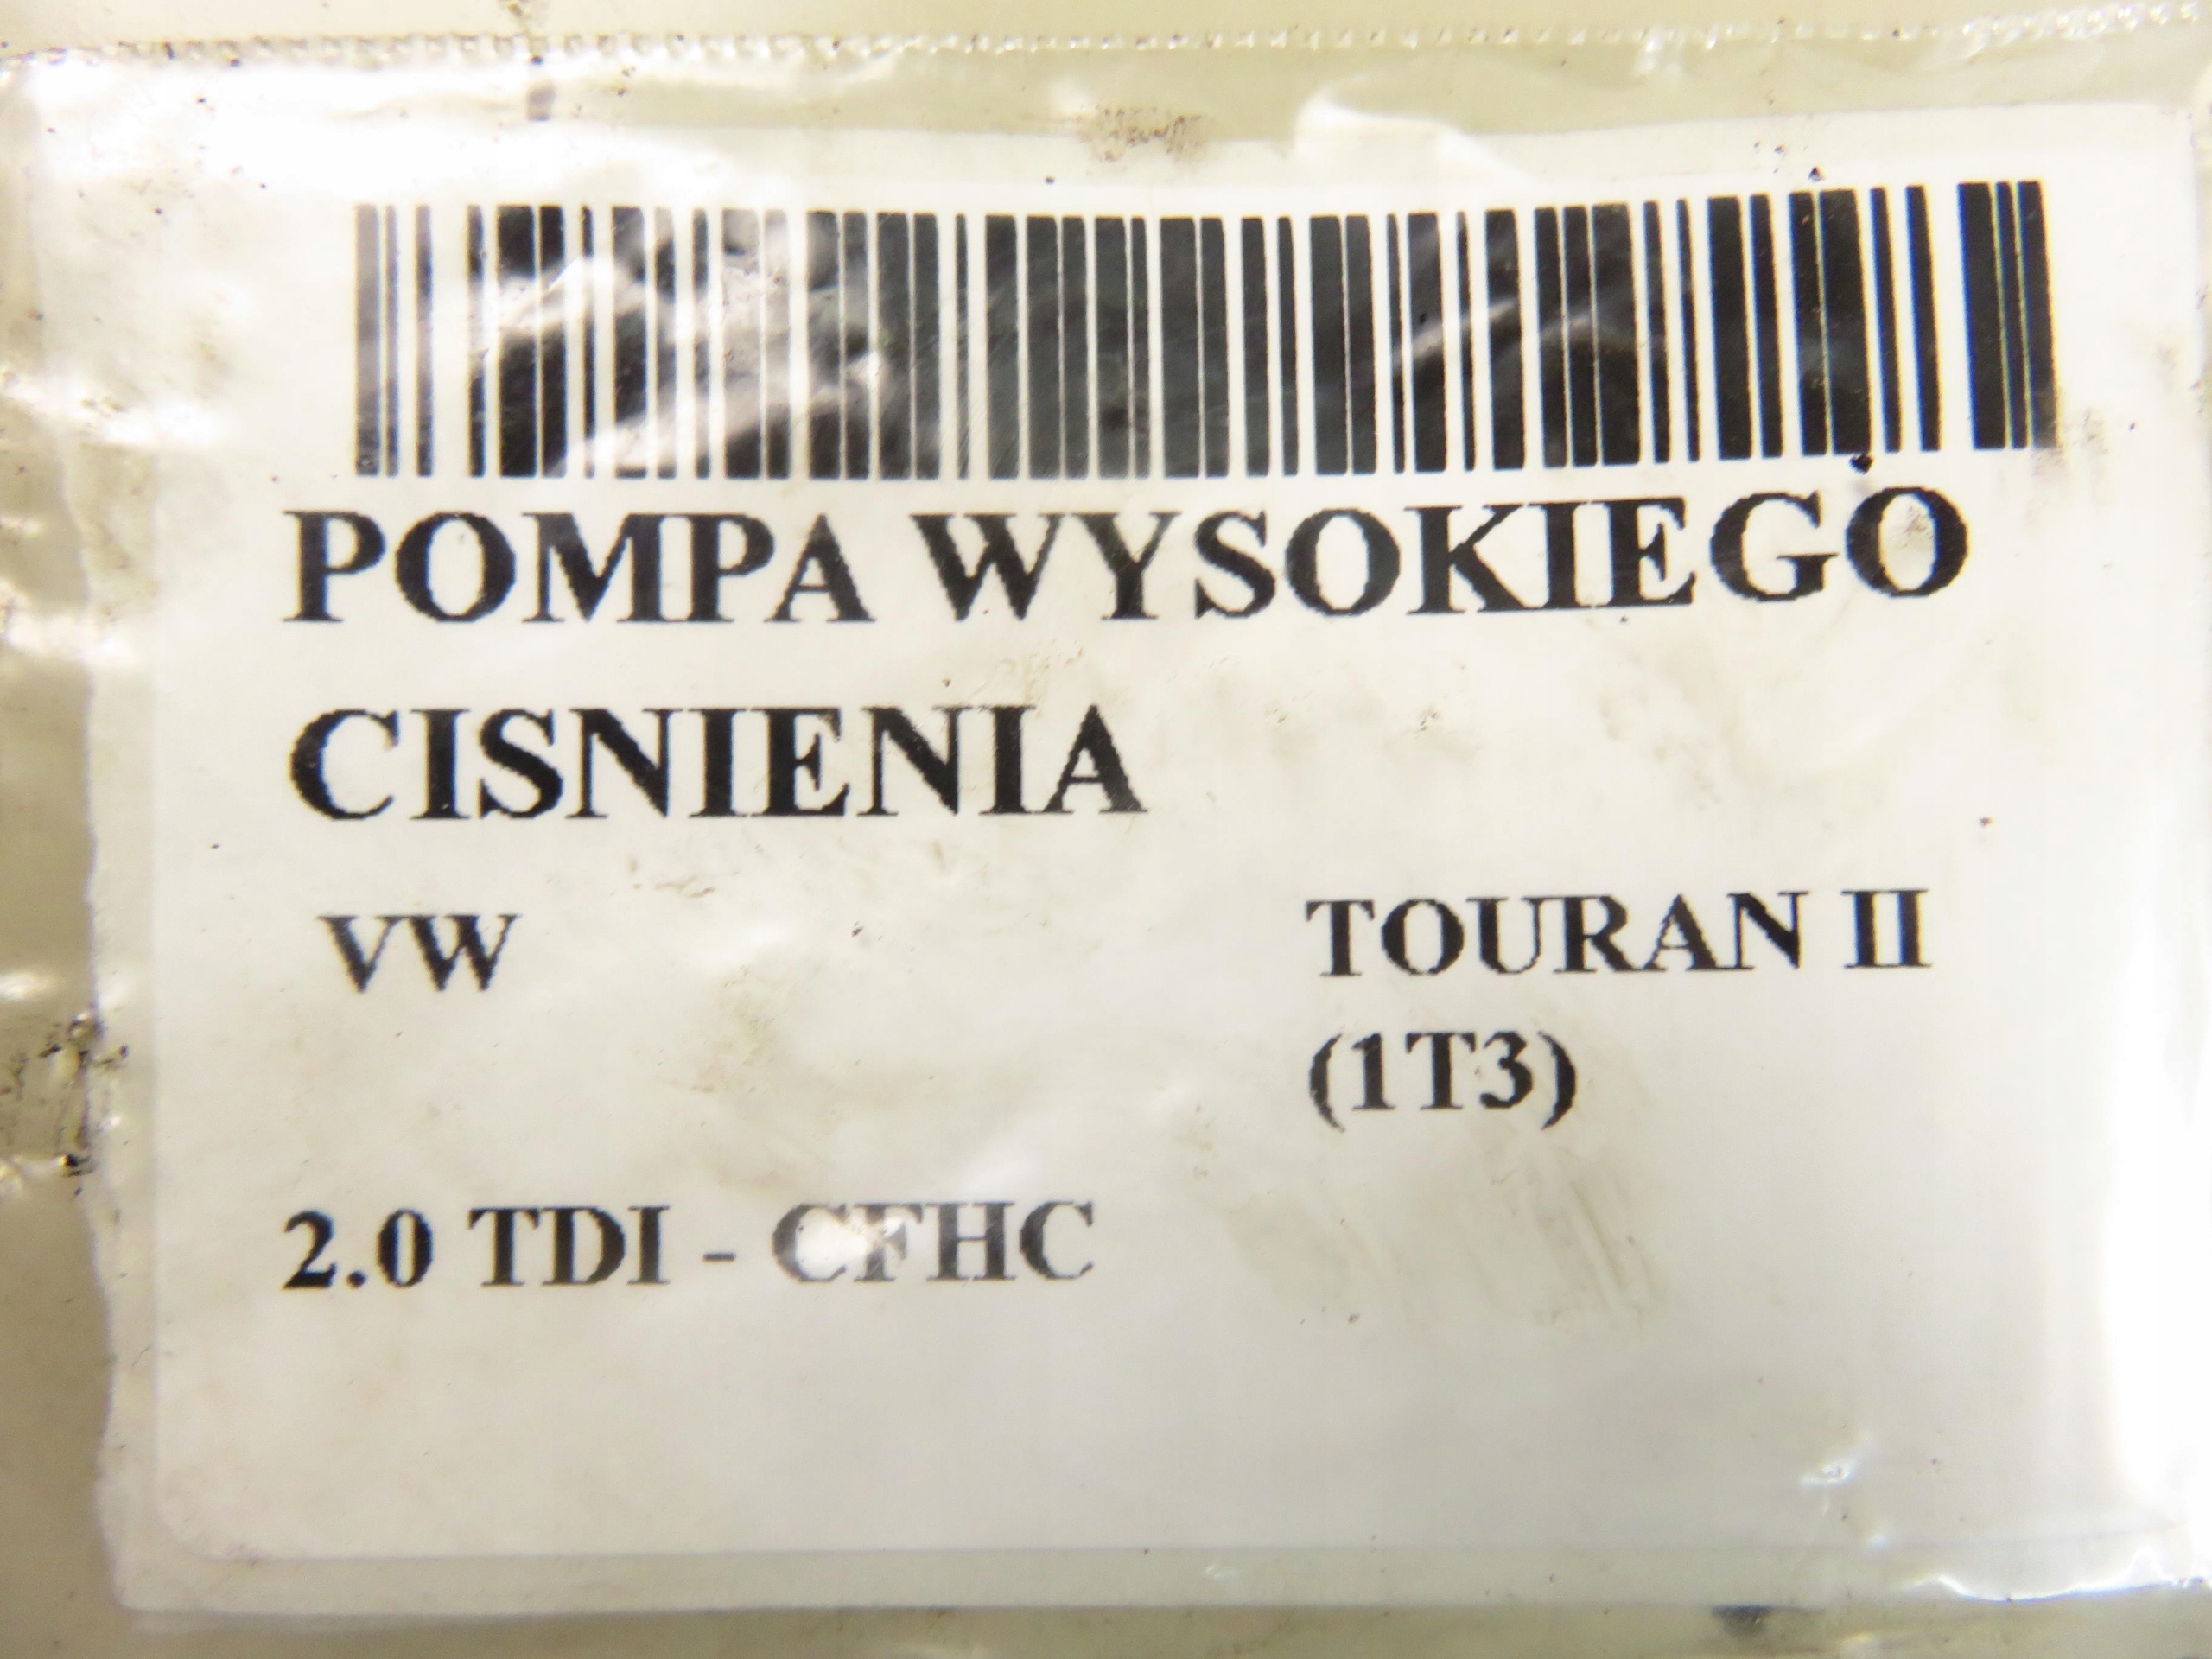 POMPA WYSOKIEGO
CISNIENIA
VW TOURAN II
(1T3)
2.0 TDI - CFHC